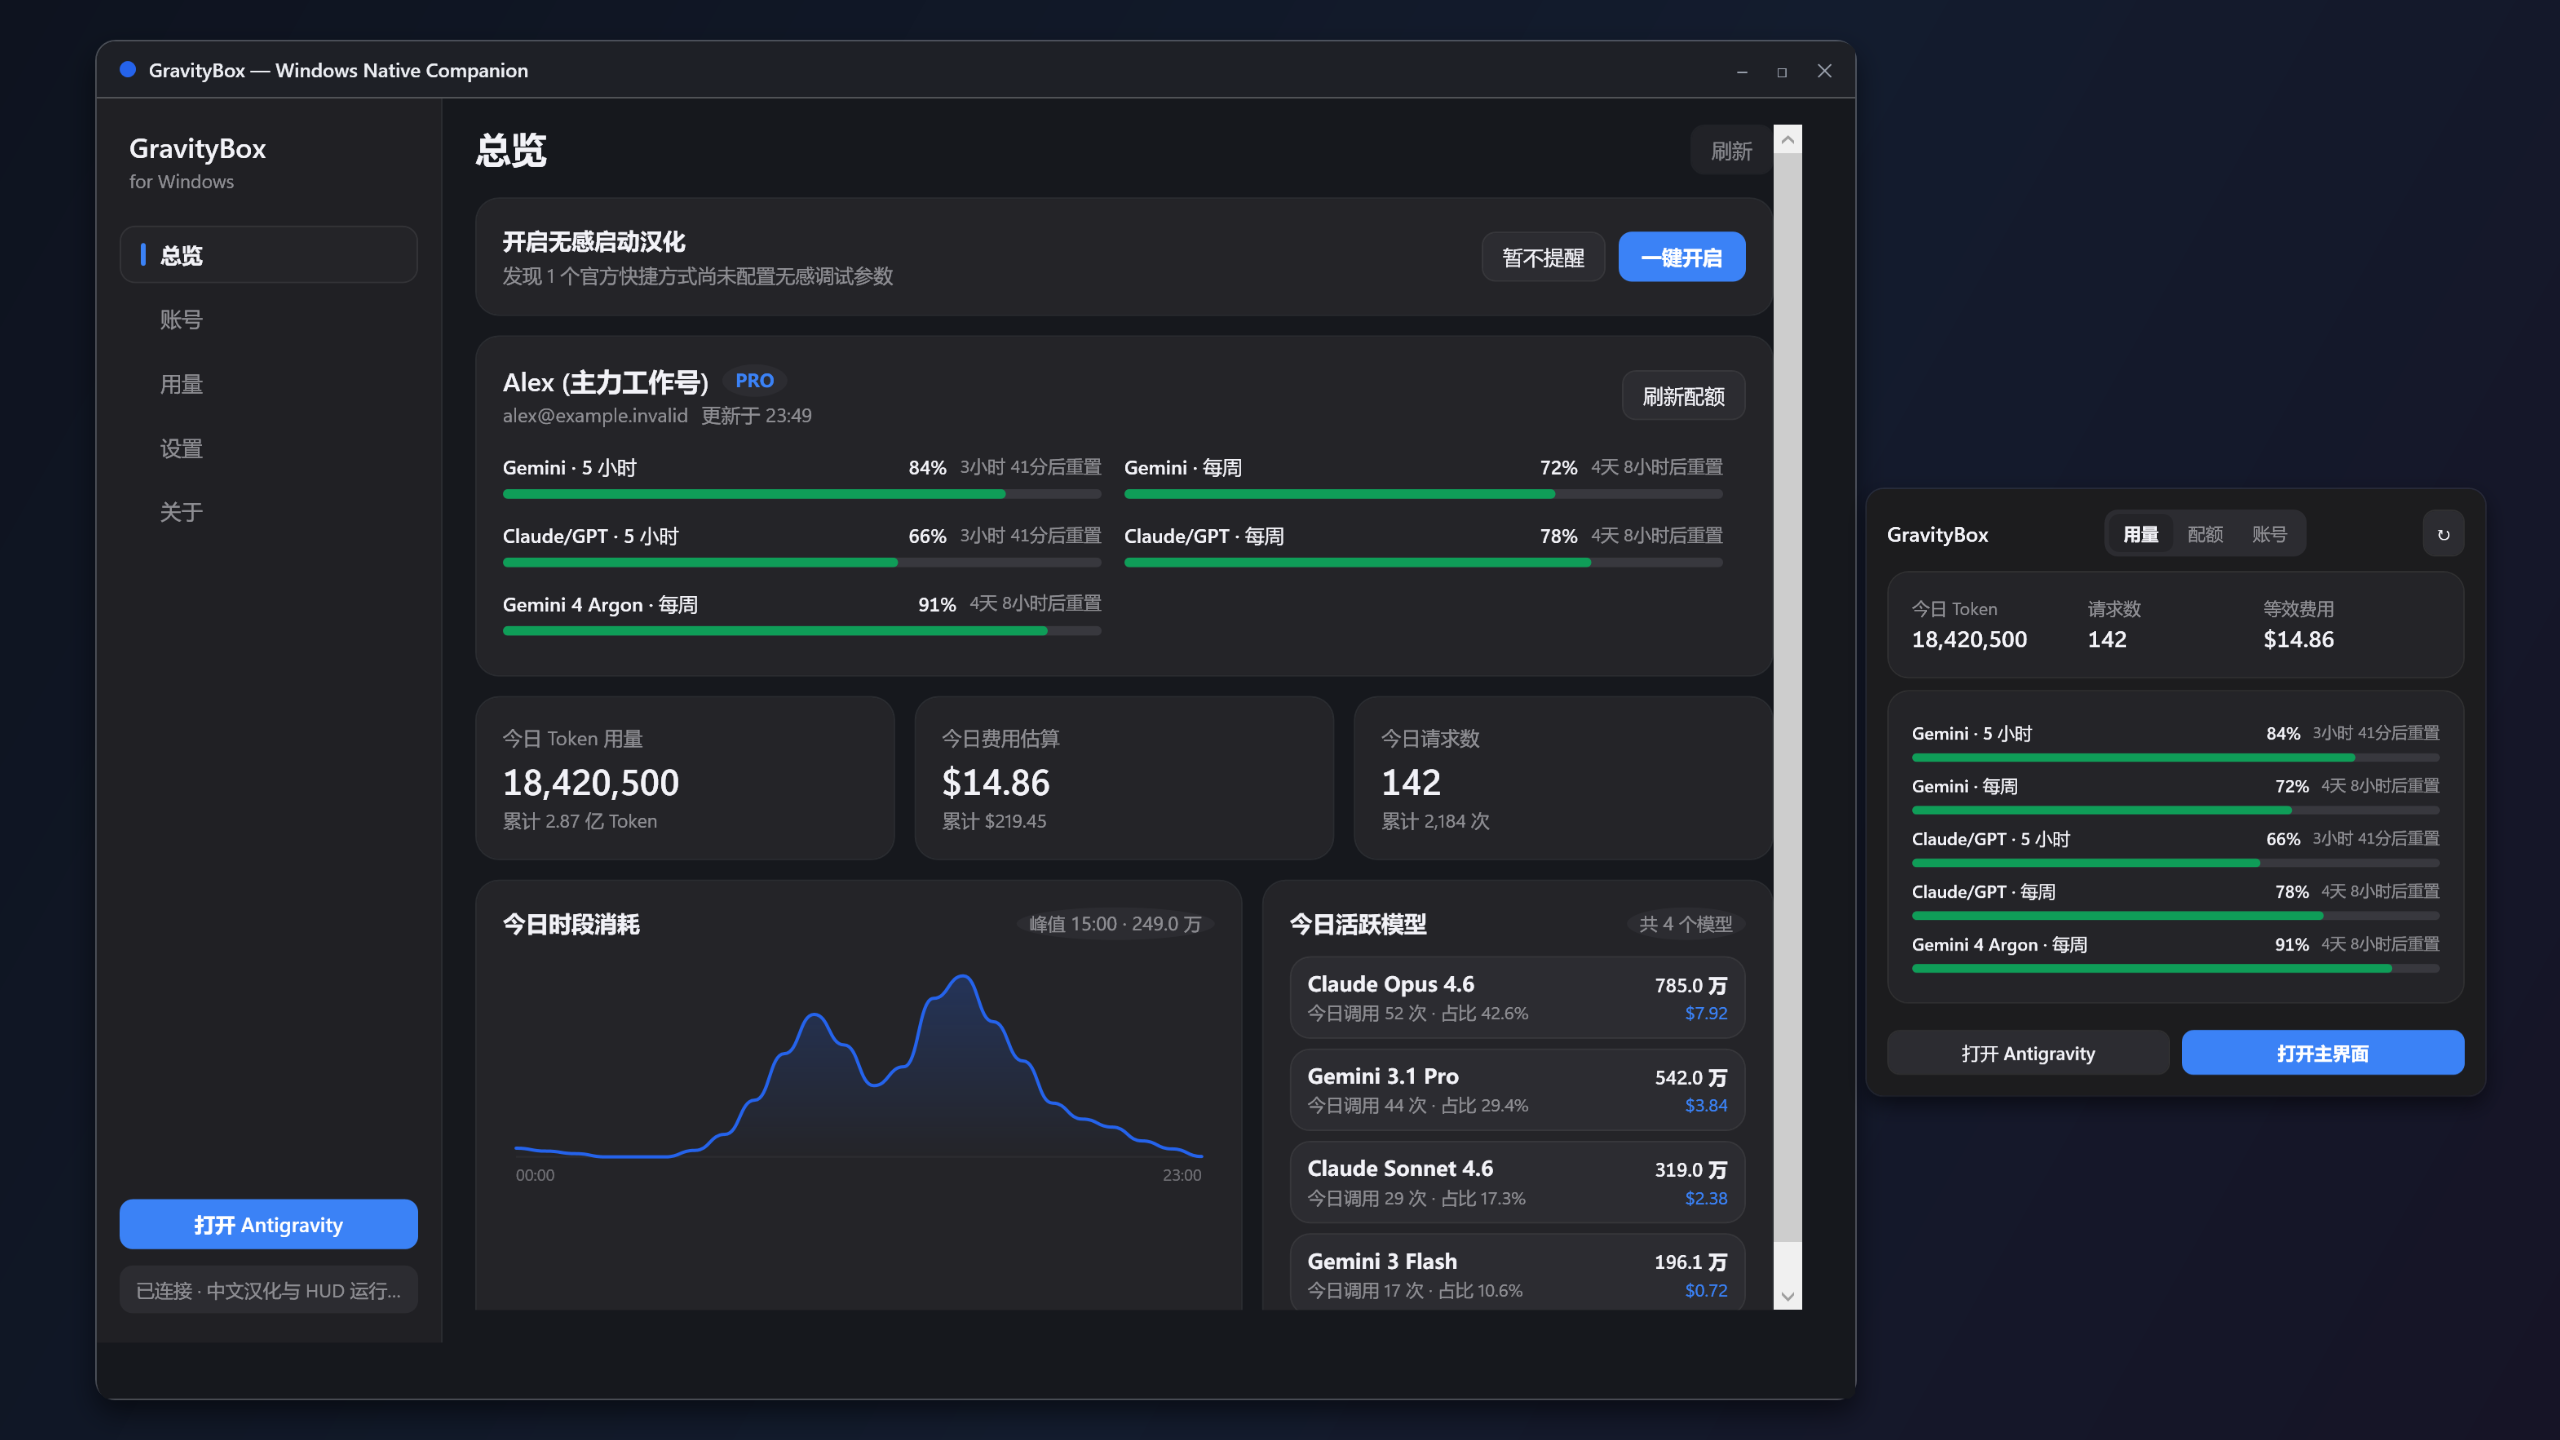 GravityBox — Windows Native Companion
GravityBox
for Windows
总览
账号
用量
设置
关于
打开 Antigravity
已连接 · 中文汉化与 HUD 运行...
总览
刷新
开启无感启动汉化
发现 1 个官方快捷方式尚未配置无感调试参数
暂不提醒
一键开启
Alex (主力工作号) PRO
alex@example.invalid 更新于 23:49
刷新配额
Gemini · 5 小时 84% 3小时 41分后重置
Gemini · 每周 72% 4天 8小时后重置
Claude/GPT · 5 小时 66% 3小时 41分后重置
Claude/GPT · 每周 78% 4天 8小时后重置
Gemini 4 Argon · 每周 91% 4天 8小时后重置
今日 Token 用量
18,420,500
累计 2.87 亿 Token
今日费用估算
$14.86
累计 $219.45
今日请求数
142
累计 2,184 次
今日时段消耗
峰值 15:00 · 249.0 万
00:00
23:00
今日活跃模型
共 4 个模型
Claude Opus 4.6 785.0 万
今日调用 52 次 · 占比 42.6% $7.92
Gemini 3.1 Pro 542.0 万
今日调用 44 次 · 占比 29.4% $3.84
Claude Sonnet 4.6 319.0 万
今日调用 29 次 · 占比 17.3% $2.38
Gemini 3 Flash 196.1 万
今日调用 17 次 · 占比 10.6% $0.72
GravityBox
用量 配额 账号
今日 Token 请求数 等效费用
18,420,500 142 $14.86
Gemini · 5 小时 84% 3小时 41分后重置
Gemini · 每周 72% 4天 8小时后重置
Claude/GPT · 5 小时 66% 3小时 41分后重置
Claude/GPT · 每周 78% 4天 8小时后重置
Gemini 4 Argon · 每周 91% 4天 8小时后重置
打开 Antigravity
打开主界面